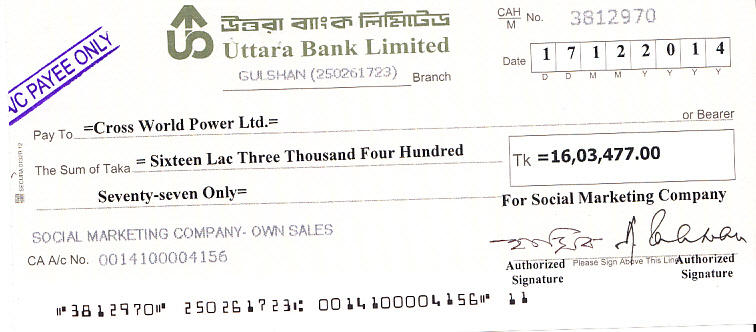 উত্তরা ব্যাংক লিমিটেড
Uttara Bank Limited
GULSHAN (250261723) Branch
CAH/M No. 3812970
Date 17122014
D D M M Y Y Y Y
A/C PAYEE ONLY
Pay To =Cross World Power Ltd.= or Bearer
The Sum of Taka = Sixteen Lac Three Thousand Four Hundred
Seventy-seven Only=
Tk =16,03,477.00
For Social Marketing Company
SOCIAL MARKETING COMPANY- OWN SALES
CA A/c No. 0014100004156
Authorized Signature
Please Sign Above This Line
Authorized Signature
⑈3812970⑈ 250261723⑆ 0014100004156⑈ 11